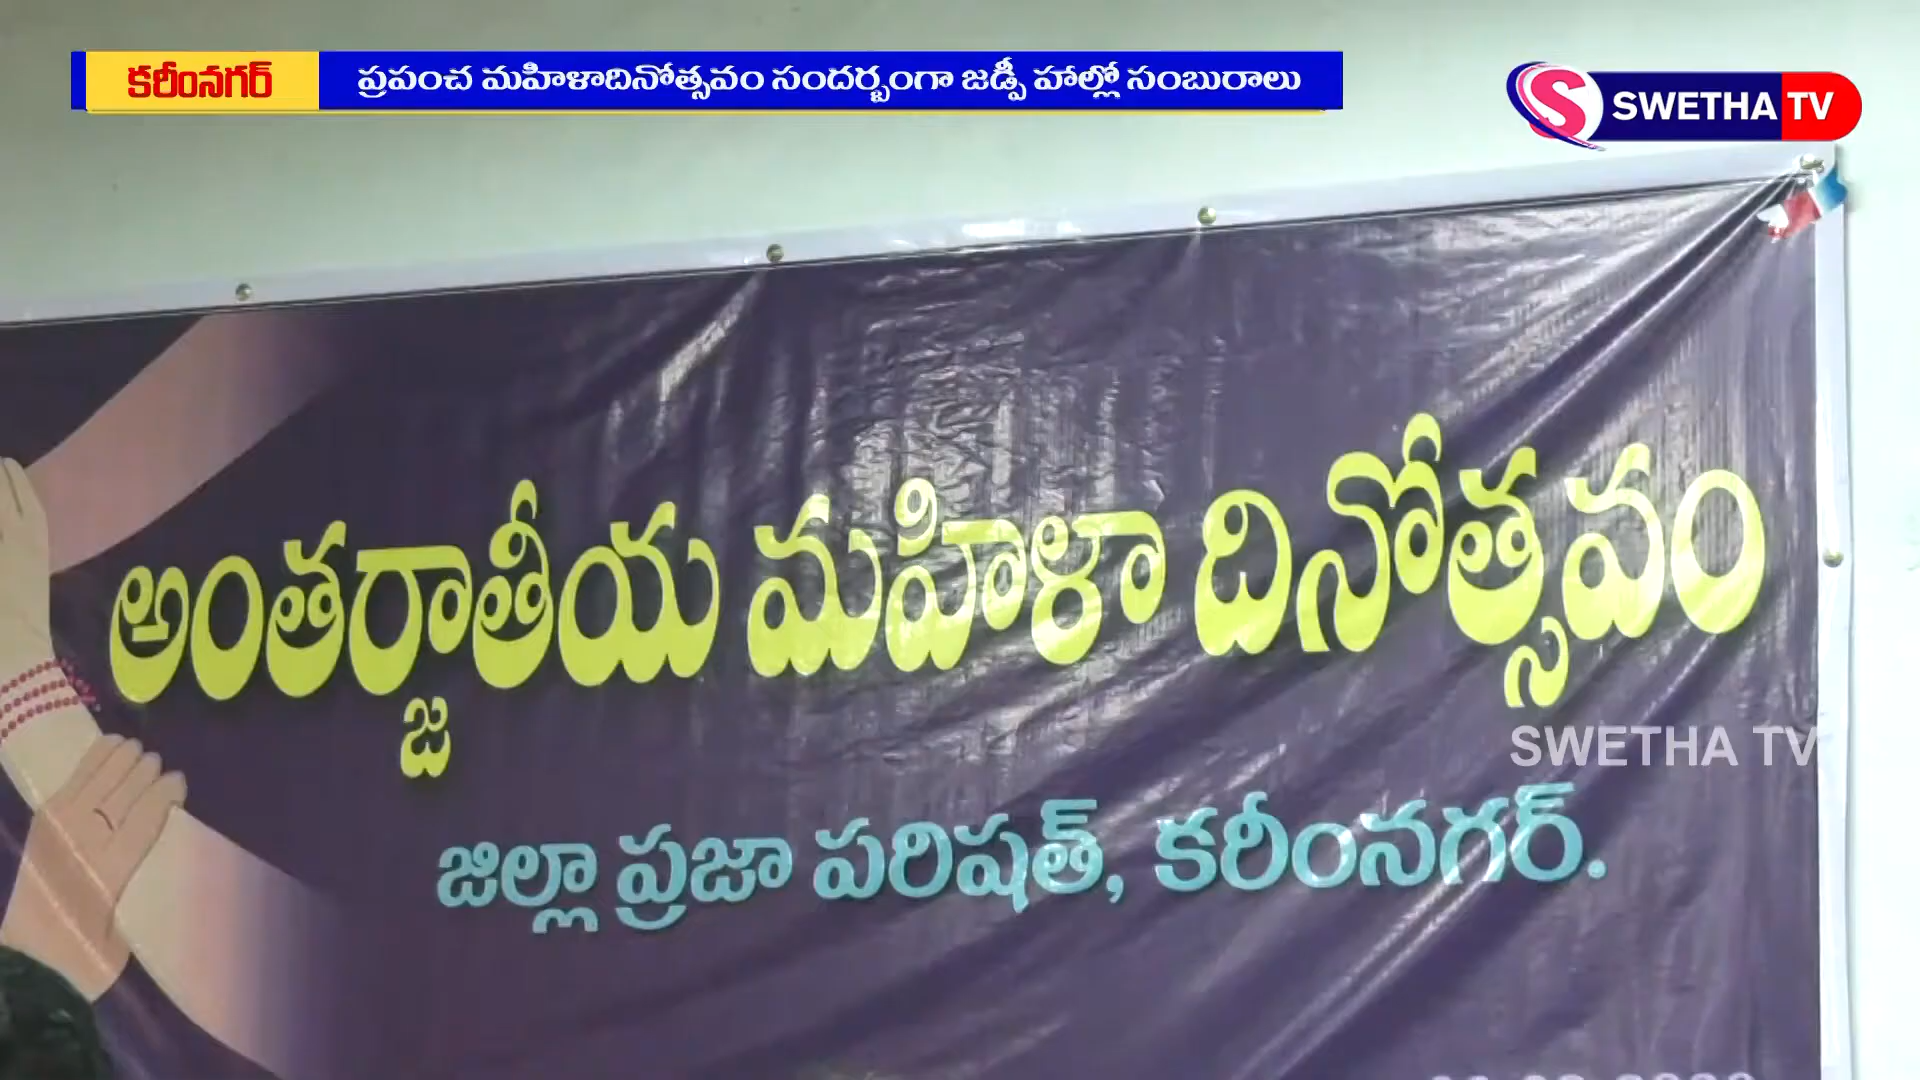 కరీంనగర్
ప్రపంచ మహిళాదినోత్సవం సందర్భంగా జడ్పీ హాల్లో సంబురాలు
SWETHA TV
అంతర్జాతీయ మహిళా దినోత్సవం
SWETHA TV
జిల్లా ప్రజా పరిషత్, కరీంనగర్.